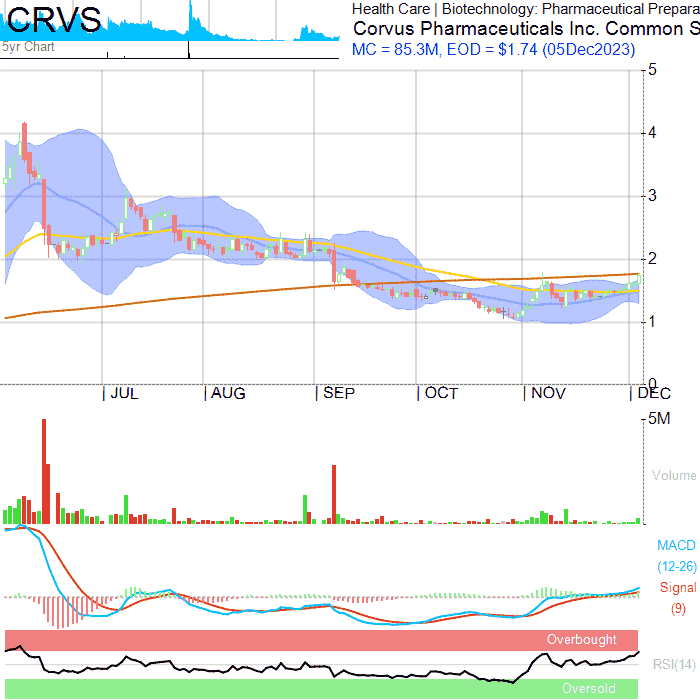 CRVS
5yr Chart
Health Care | Biotechnology: Pharmaceutical Prepara
Corvus Pharmaceuticals Inc. Common S
MC = 85.3M, EOD = $1.74 (05Dec2023)
5
4
3
2
1
0
| JUL | AUG | SEP | OCT | NOV | DEC
5M
Volume
MACD
(12-26)
Signal
(9)
Overbought
RSI(14)
Oversold